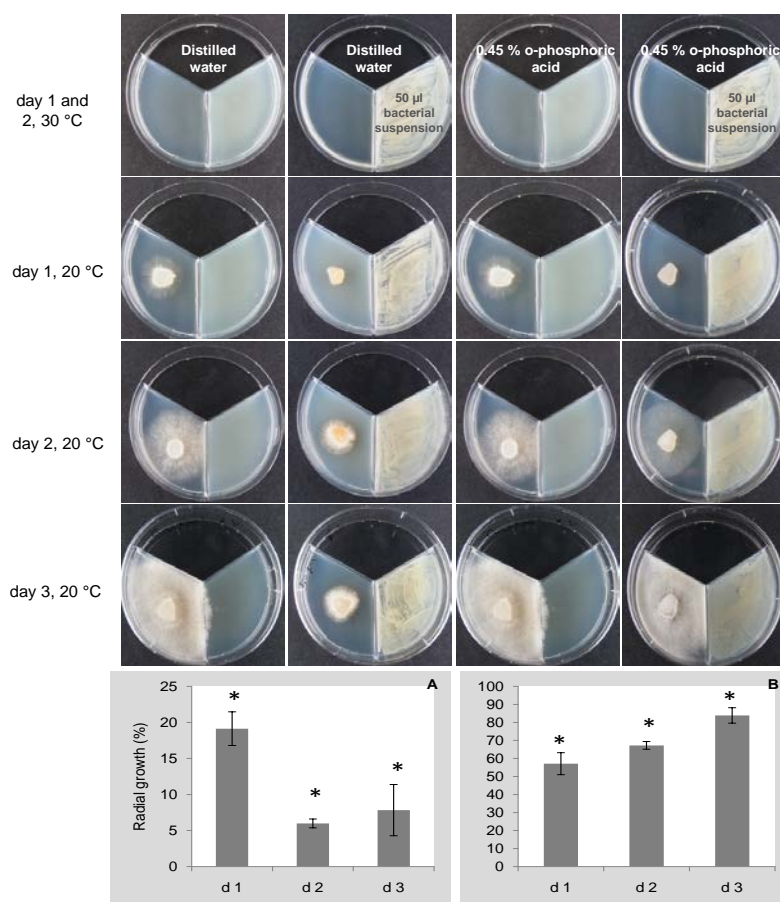 Distilled
water
Distilled
water
0.45 % o-phosphoric
acid
0.45 % o-phosphoric
acid
day 1 and
2, 30 °C
50 µl
bacterial
suspension
50 µl
bacterial
suspension
day 1, 20 °C
day 2, 20 °C
day 3, 20 °C
A
Radial growth (%)
25
20
15
10
5
0
*
*
*
d 1 d 2 d 3
B
100
90
80
70
60
50
40
30
20
10
0
*
*
*
d 1 d 2 d 3